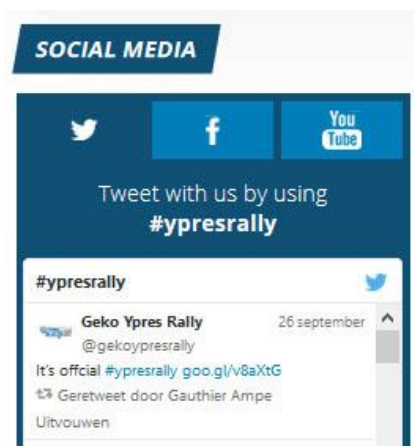 SOCIAL MEDIA
You
Tube
Tweet with us by using
#ypresrally
#ypresrally
Geko Ypres Rally 26 september
@gekoypresrally
It's offcial #ypresrally goo.gl/v8aXtG
Geretweet door Gauthier Ampe
Uitvouwen